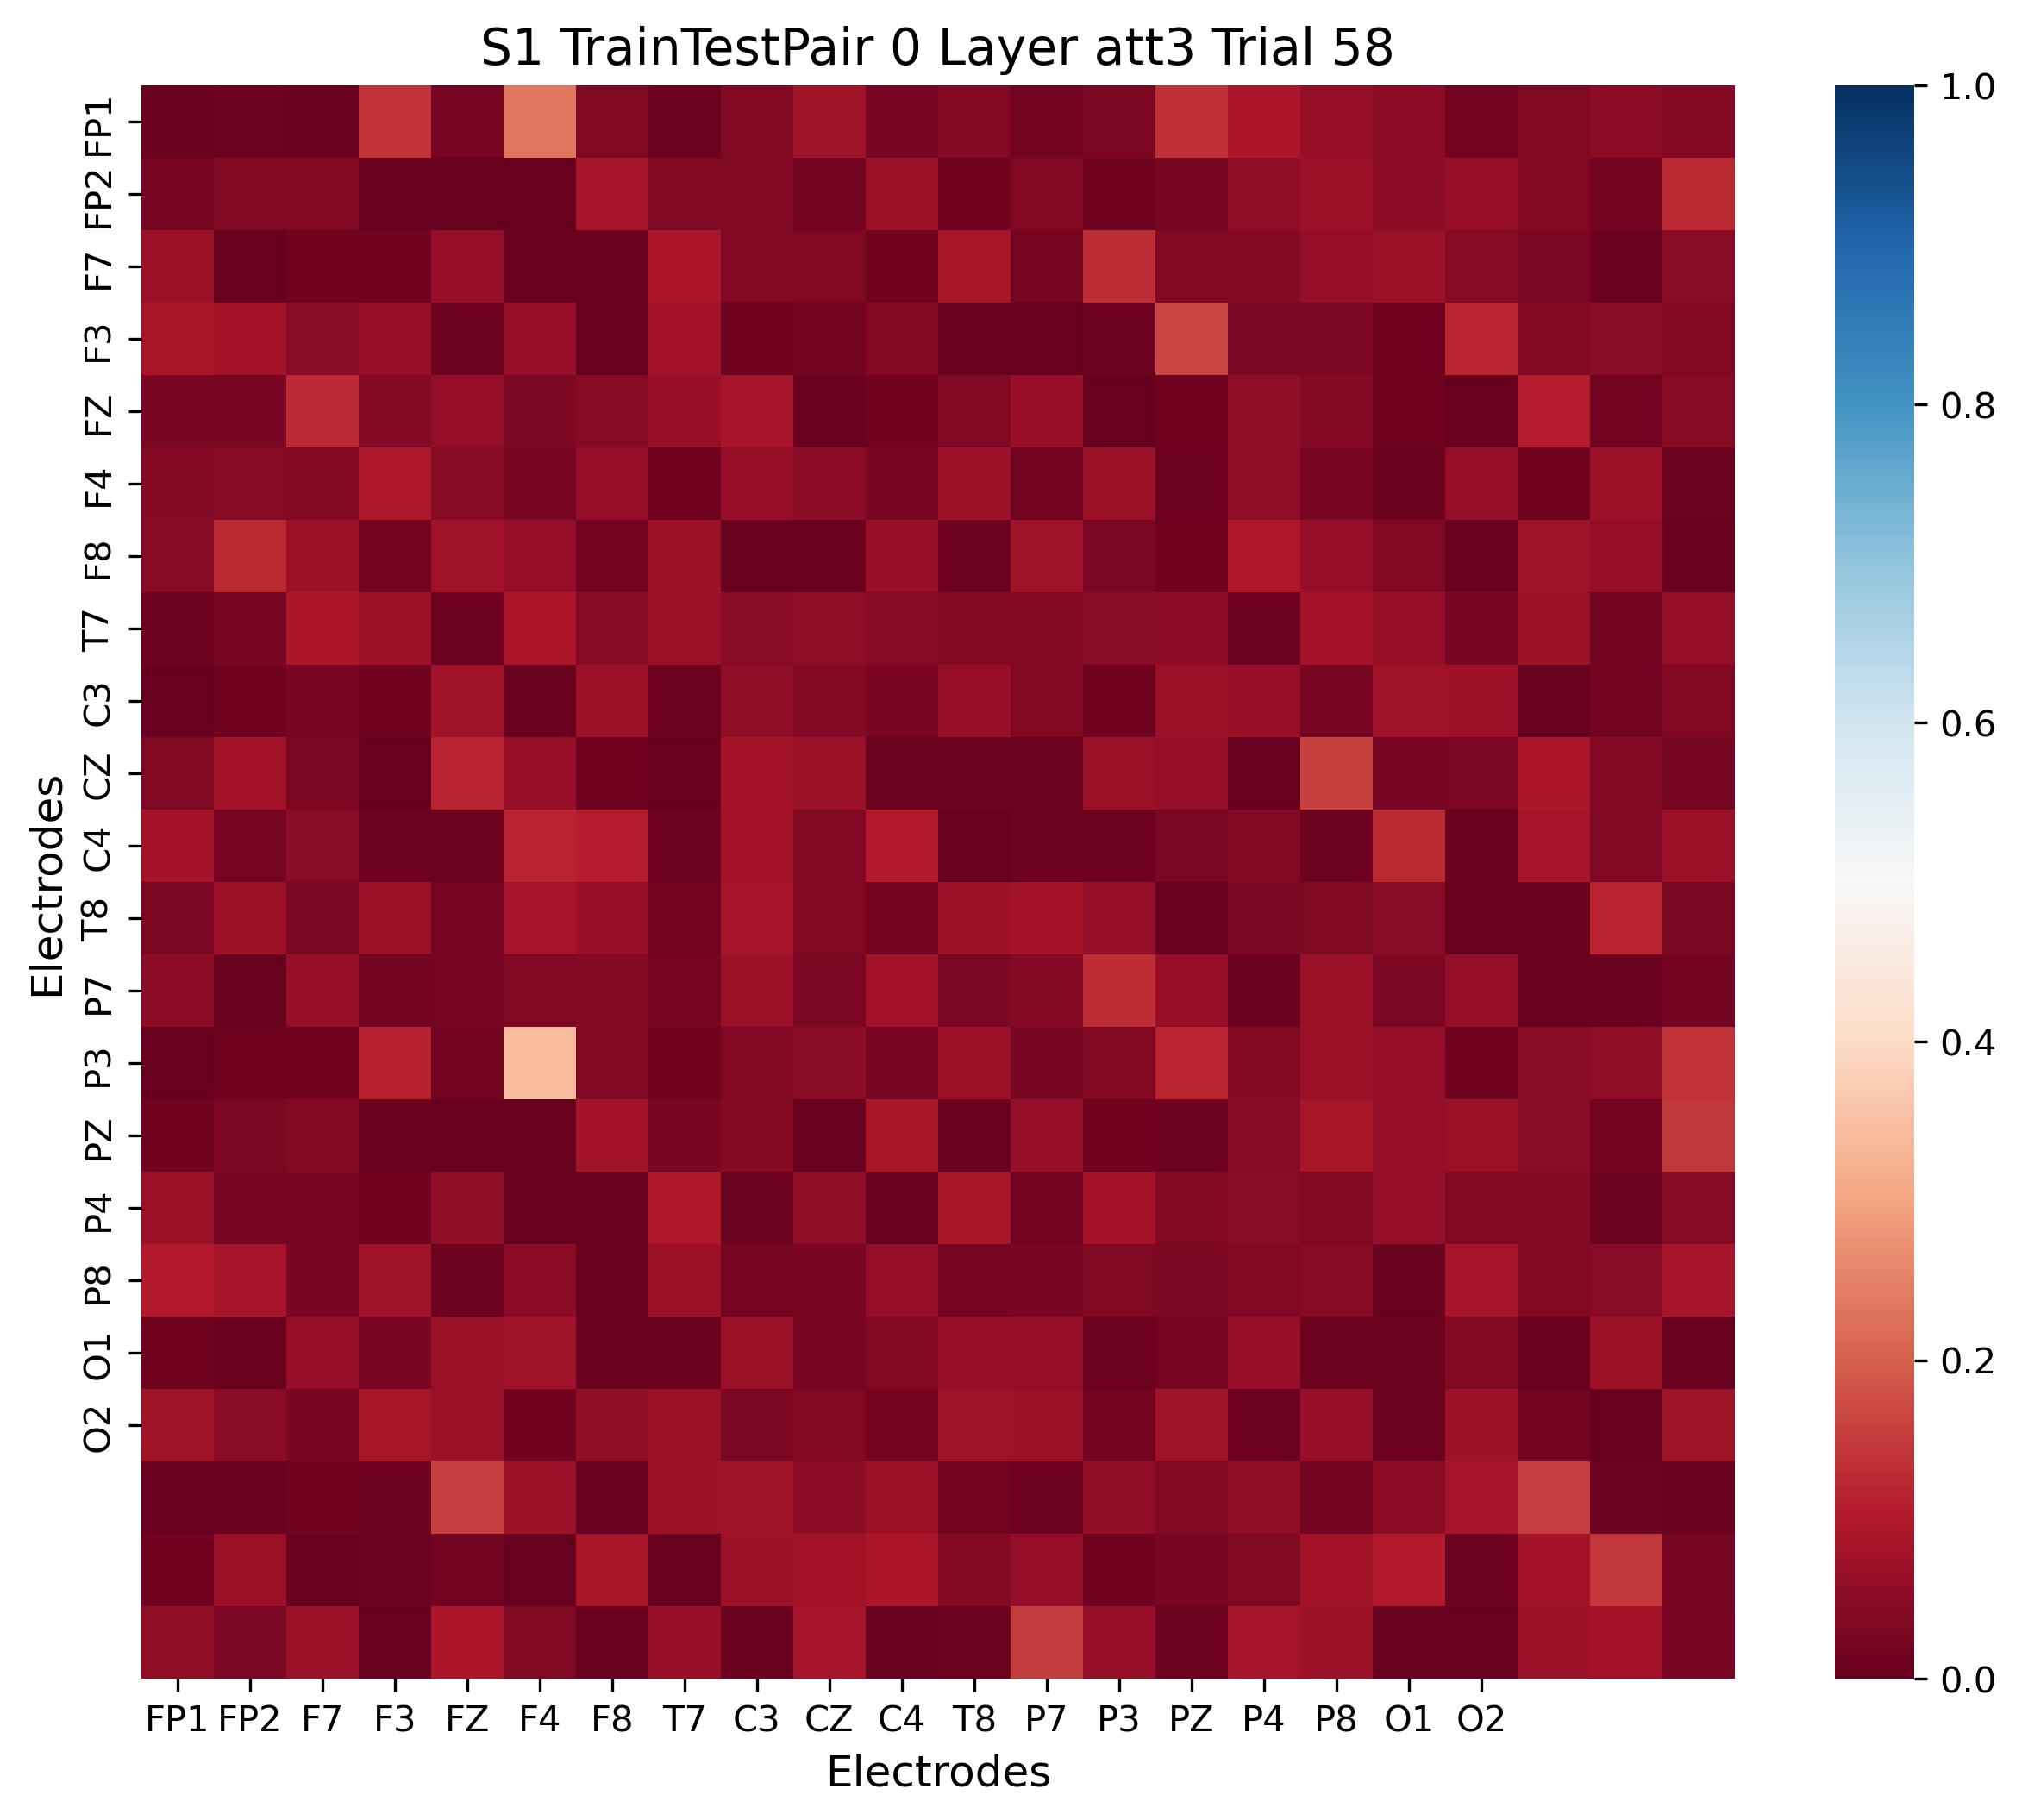 S1 TrainTestPair 0 Layer att3 Trial 58
Electrodes
FP1
FP2
F7
F3
FZ
F4
F8
T7
C3
CZ
C4
T8
P7
P3
PZ
P4
P8
O1
O2
FP1 FP2 F7 F3 FZ F4 F8 T7 C3 CZ C4 T8 P7 P3 PZ P4 P8 O1 O2
Electrodes
1.0
0.8
0.6
0.4
0.2
0.0